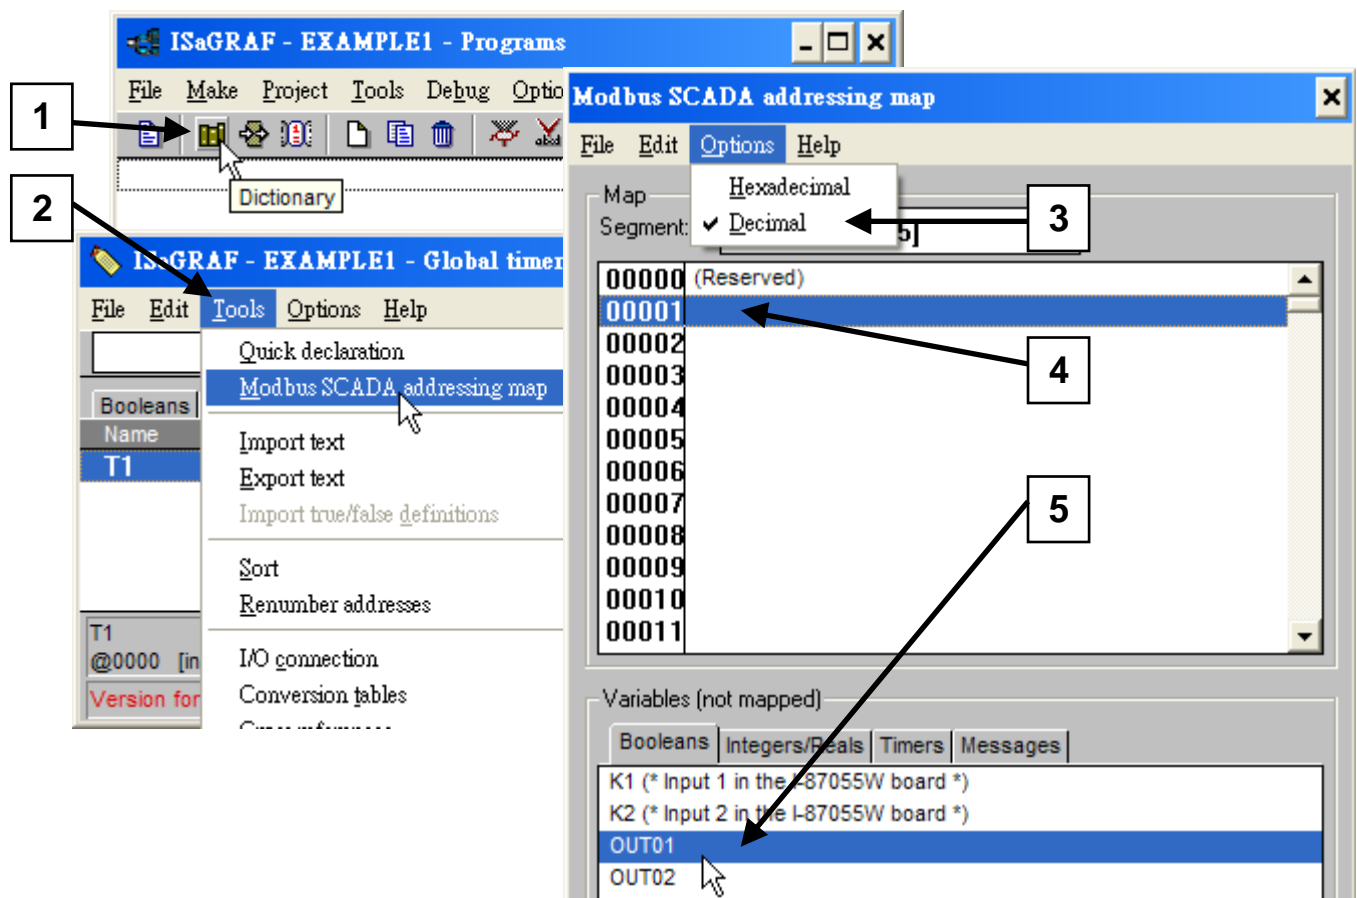 ISaGRAF - EXAMPLE1 - Programs
File Make Project Tools Debug Optio
1
Dictionary
2
ISaGRAF - EXAMPLE1 - Global timer
File Edit Tools Options Help
Quick declaration
Modbus SCADA addressing map
Import text
Export text
Import true/false definitions
Sort
Renumber addresses
I/O connection
Conversion tables
Booleans
Name
T1
T1
@0000 [in
Version for
Modbus SCADA addressing map
File Edit Options Help
Hexadecimal
Decimal
3
Map
Segment:
5]
00000 (Reserved)
00001
00002
00003
00004
00005
00006
00007
00008
00009
00010
00011
4
5
Variables (not mapped)
Booleans Integers/Reals Timers Messages
K1 (* Input 1 in the I-87055W board *)
K2 (* Input 2 in the I-87055W board *)
OUT01
OUT02